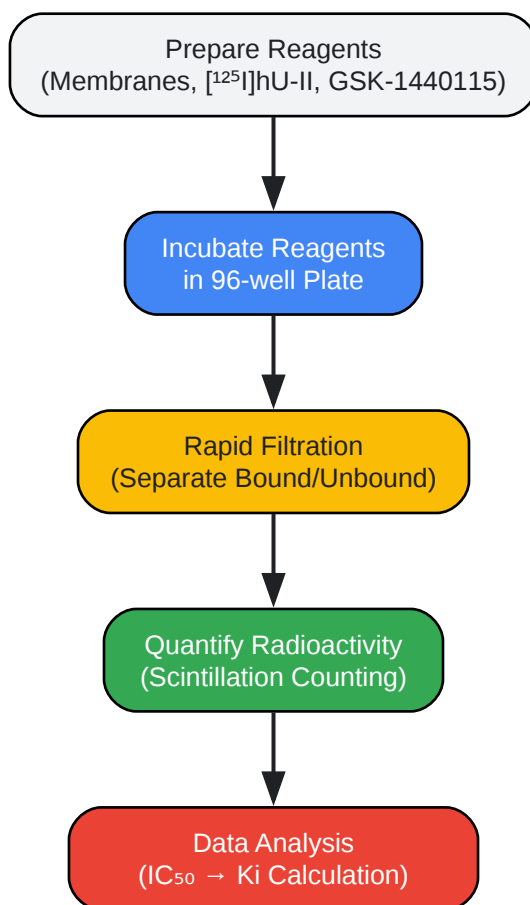 Prepare Reagents
(Membranes, [¹²⁵I]hU-II, GSK-1440115)
Incubate Reagents
in 96-well Plate
Rapid Filtration
(Separate Bound/Unbound)
Quantify Radioactivity
(Scintillation Counting)
Data Analysis
(IC₅₀ → Ki Calculation)